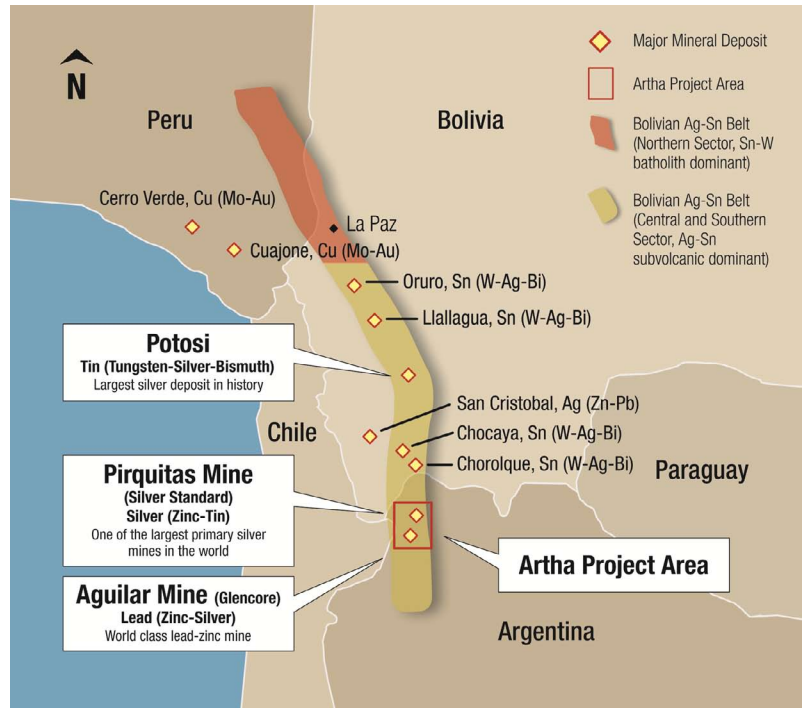 N
Peru
Bolivia
Major Mineral Deposit
Artha Project Area
Bolivian Ag-Sn Belt
(Northern Sector, Sn-W
batholith dominant)
Bolivian Ag-Sn Belt
(Central and Southern
Sector, Ag-Sn
subvolcanic dominant)
Cerro Verde, Cu (Mo-Au)
La Paz
Cuajone, Cu (Mo-Au)
Oruro, Sn (W-Ag-Bi)
Llallagua, Sn (W-Ag-Bi)
Potosi
Tin (Tungsten-Silver-Bismuth)
Largest silver deposit in history
San Cristobal, Ag (Zn-Pb)
Chile
Chocaya, Sn (W-Ag-Bi)
Chorolque, Sn (W-Ag-Bi)
Paraguay
Pirquitas Mine
(Silver Standard)
Silver (Zinc-Tin)
One of the largest primary silver
mines in the world
Artha Project Area
Aguilar Mine (Glencore)
Lead (Zinc-Silver)
World class lead-zinc mine
Argentina